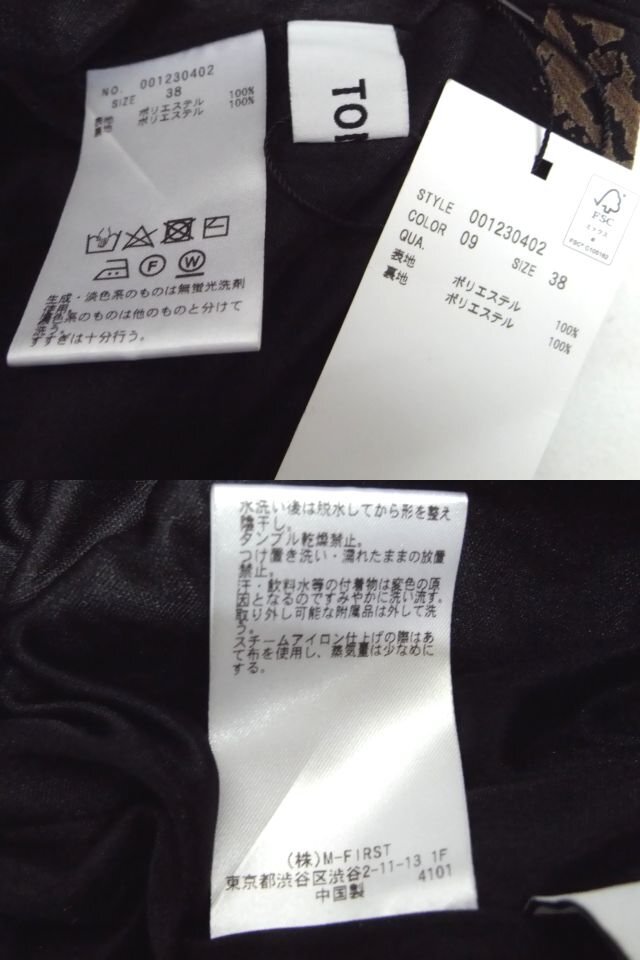 NO. 001230402
SIZE 38
表地 ポリエステル 100%
裏地 ポリエステル 100%
生成・淡色系のものは無蛍光洗剤
使用。
濃色系のものは他のものと分けて
洗う。
すすぎは十分行う。
TO
STYLE 001230402
COLOR 09 SIZE 38
QUA.
表地 ポリエステル 100%
裏地 ポリエステル 100%
FSC
ミックス
水洗い後は脱水してから形を整え
陰干し。
タンブル乾燥禁止。
つけ置き洗い・濡れたままの放置
禁止。
汗・飲料水等の付着物は変色の原
因となるのですみやかに洗い流す。
取り外し可能な附属品は外して洗
う。
スチームアイロン仕上げの際はあ
て布を使用し、蒸気量は少なめに
する。
(株)M-FIRST
東京都渋谷区渋谷2-11-13 1F
4101
中国製